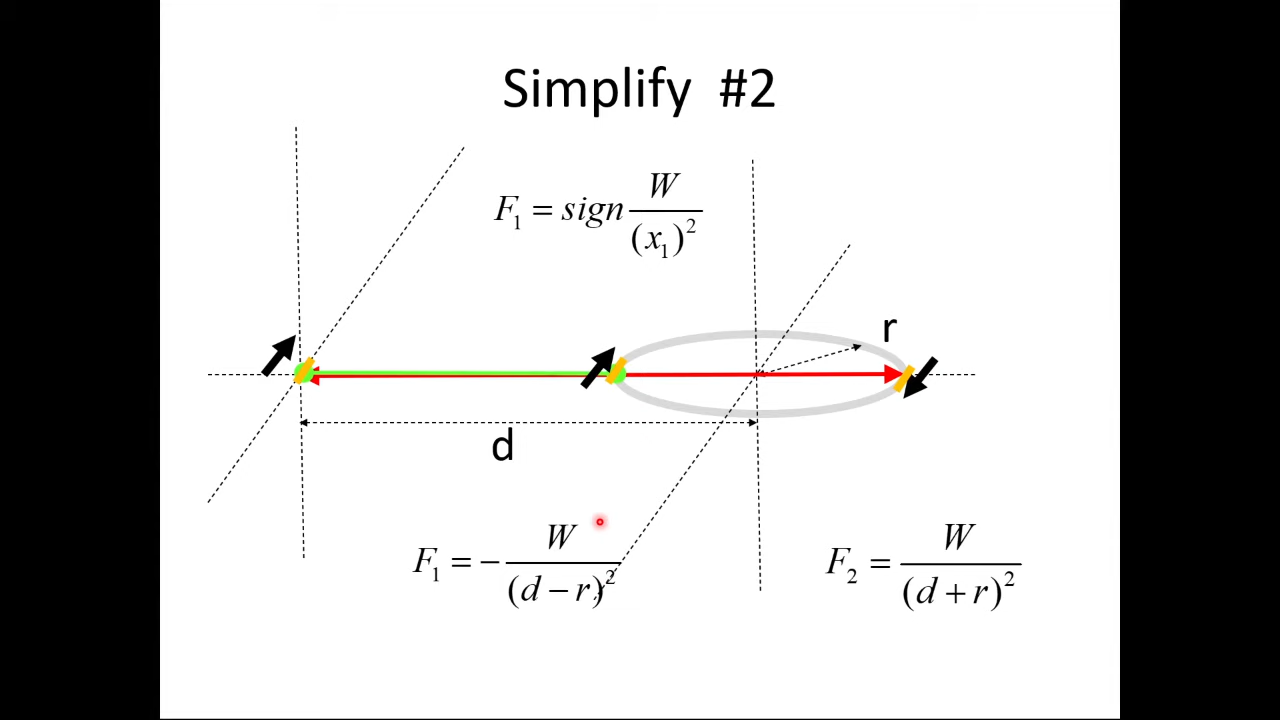 Simplify #2
F₁ = sign W/(x₁)²
r
d
F₁ = − W/(d − r)²
F₂ = W/(d + r)²